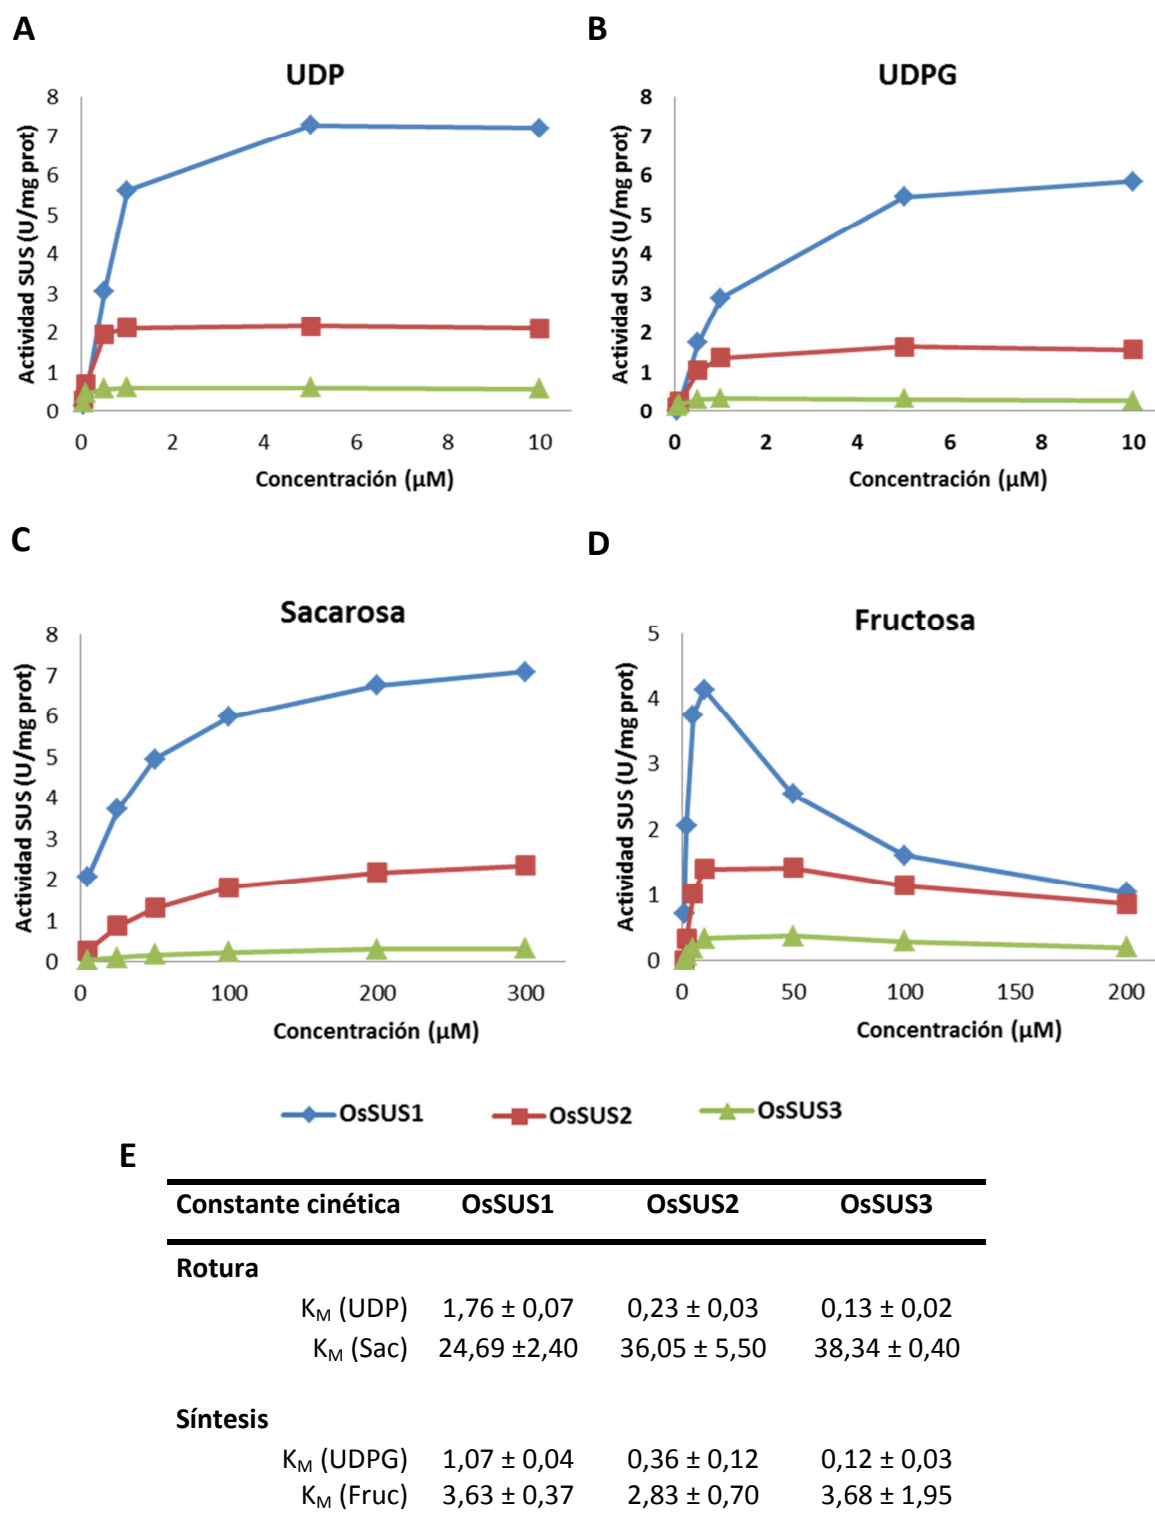 A
UDP
Actividad SUS (U/mg prot)
8
7
6
5
4
3
2
1
0
0 2 4 6 8 10
Concentración (µM)
B
UDPG
Actividad SUS (U/mg prot)
8
7
6
5
4
3
2
1
0
0 2 4 6 8 10
Concentración (µM)
C
Sacarosa
Actividad SUS (U/mg prot)
8
7
6
5
4
3
2
1
0
0 100 200 300
Concentración (µM)
D
Fructosa
Actividad SUS (U/mg prot)
5
4
3
2
1
0
0 50 100 150 200
Concentración (µM)
OsSUS1 OsSUS2 OsSUS3
E
Constante cinética OsSUS1 OsSUS2 OsSUS3
Rotura
K_M (UDP) 1,76 ± 0,07 0,23 ± 0,03 0,13 ± 0,02
K_M (Sac) 24,69 ±2,40 36,05 ± 5,50 38,34 ± 0,40
Síntesis
K_M (UDPG) 1,07 ± 0,04 0,36 ± 0,12 0,12 ± 0,03
K_M (Fruc) 3,63 ± 0,37 2,83 ± 0,70 3,68 ± 1,95